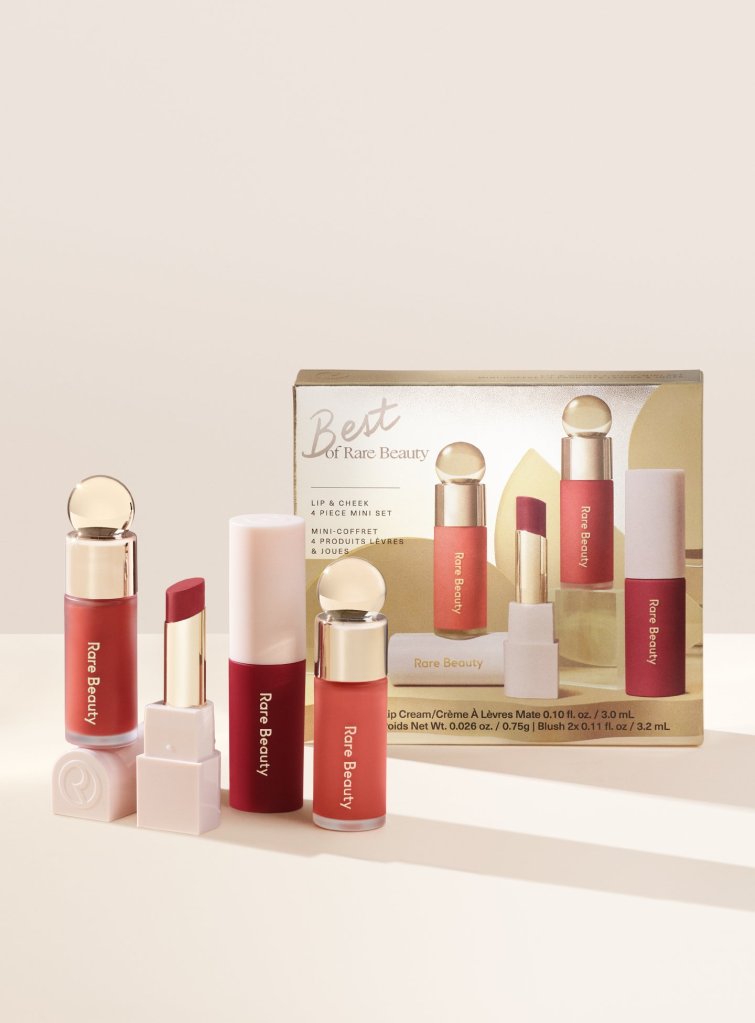 Best
of Rare Beauty
LIP & CHEEK
4 PIECE MINI SET
MINI-COFFRET
4 PRODUITS LÈVRES
& JOUES
Rare Beauty
Rare Beauty
Rare Beauty
Rare Beauty
Lip Cream/Crème À Lèvres Mate 0.10 fl. oz. / 3.0 mL
Net Wt. 0.026 oz. / 0.75g | Blush 2x 0.11 fl. oz / 3.2 mL
Rare Beauty
Rare Beauty
Rare Beauty
R